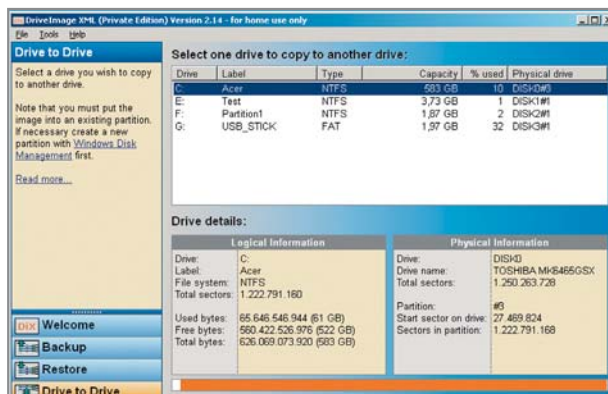 DriveImage XML (Private Edition) Version 2.14 - for home use only
File Tools Help
Drive to Drive
Select a drive you wish to copy
to another drive.
Note that you must put the
image into an existing partition.
If necessary create a new
partition with Windows Disk
Management first.
Read more...
DiX Welcome
Backup
Restore
Drive to Drive
Select one drive to copy to another drive:
Drive Label Type Capacity % used Physical drive
C: Acer NTFS 583 GB 10 DISK0#3
E: Test NTFS 3,73 GB 1 DISK1#1
F: Partition1 NTFS 1,87 GB 2 DISK2#1
G: USB_STICK FAT 1,97 GB 32 DISK3#1
Drive details:
Logical Information
Drive: C:
Label: Acer
File system: NTFS
Total sectors: 1.222.791.160
Used bytes: 65.646.546.944 (61 GB)
Free bytes: 560.422.526.976 (522 GB)
Total bytes: 626.069.073.920 (583 GB)
Physical Information
Drive: DISK0
Drive name: TOSHIBA MK6465GSX
Total sectors: 1.250.263.728
Partition: #3
Start sector on drive: 27.469.824
Sectors in partition: 1.222.791.168